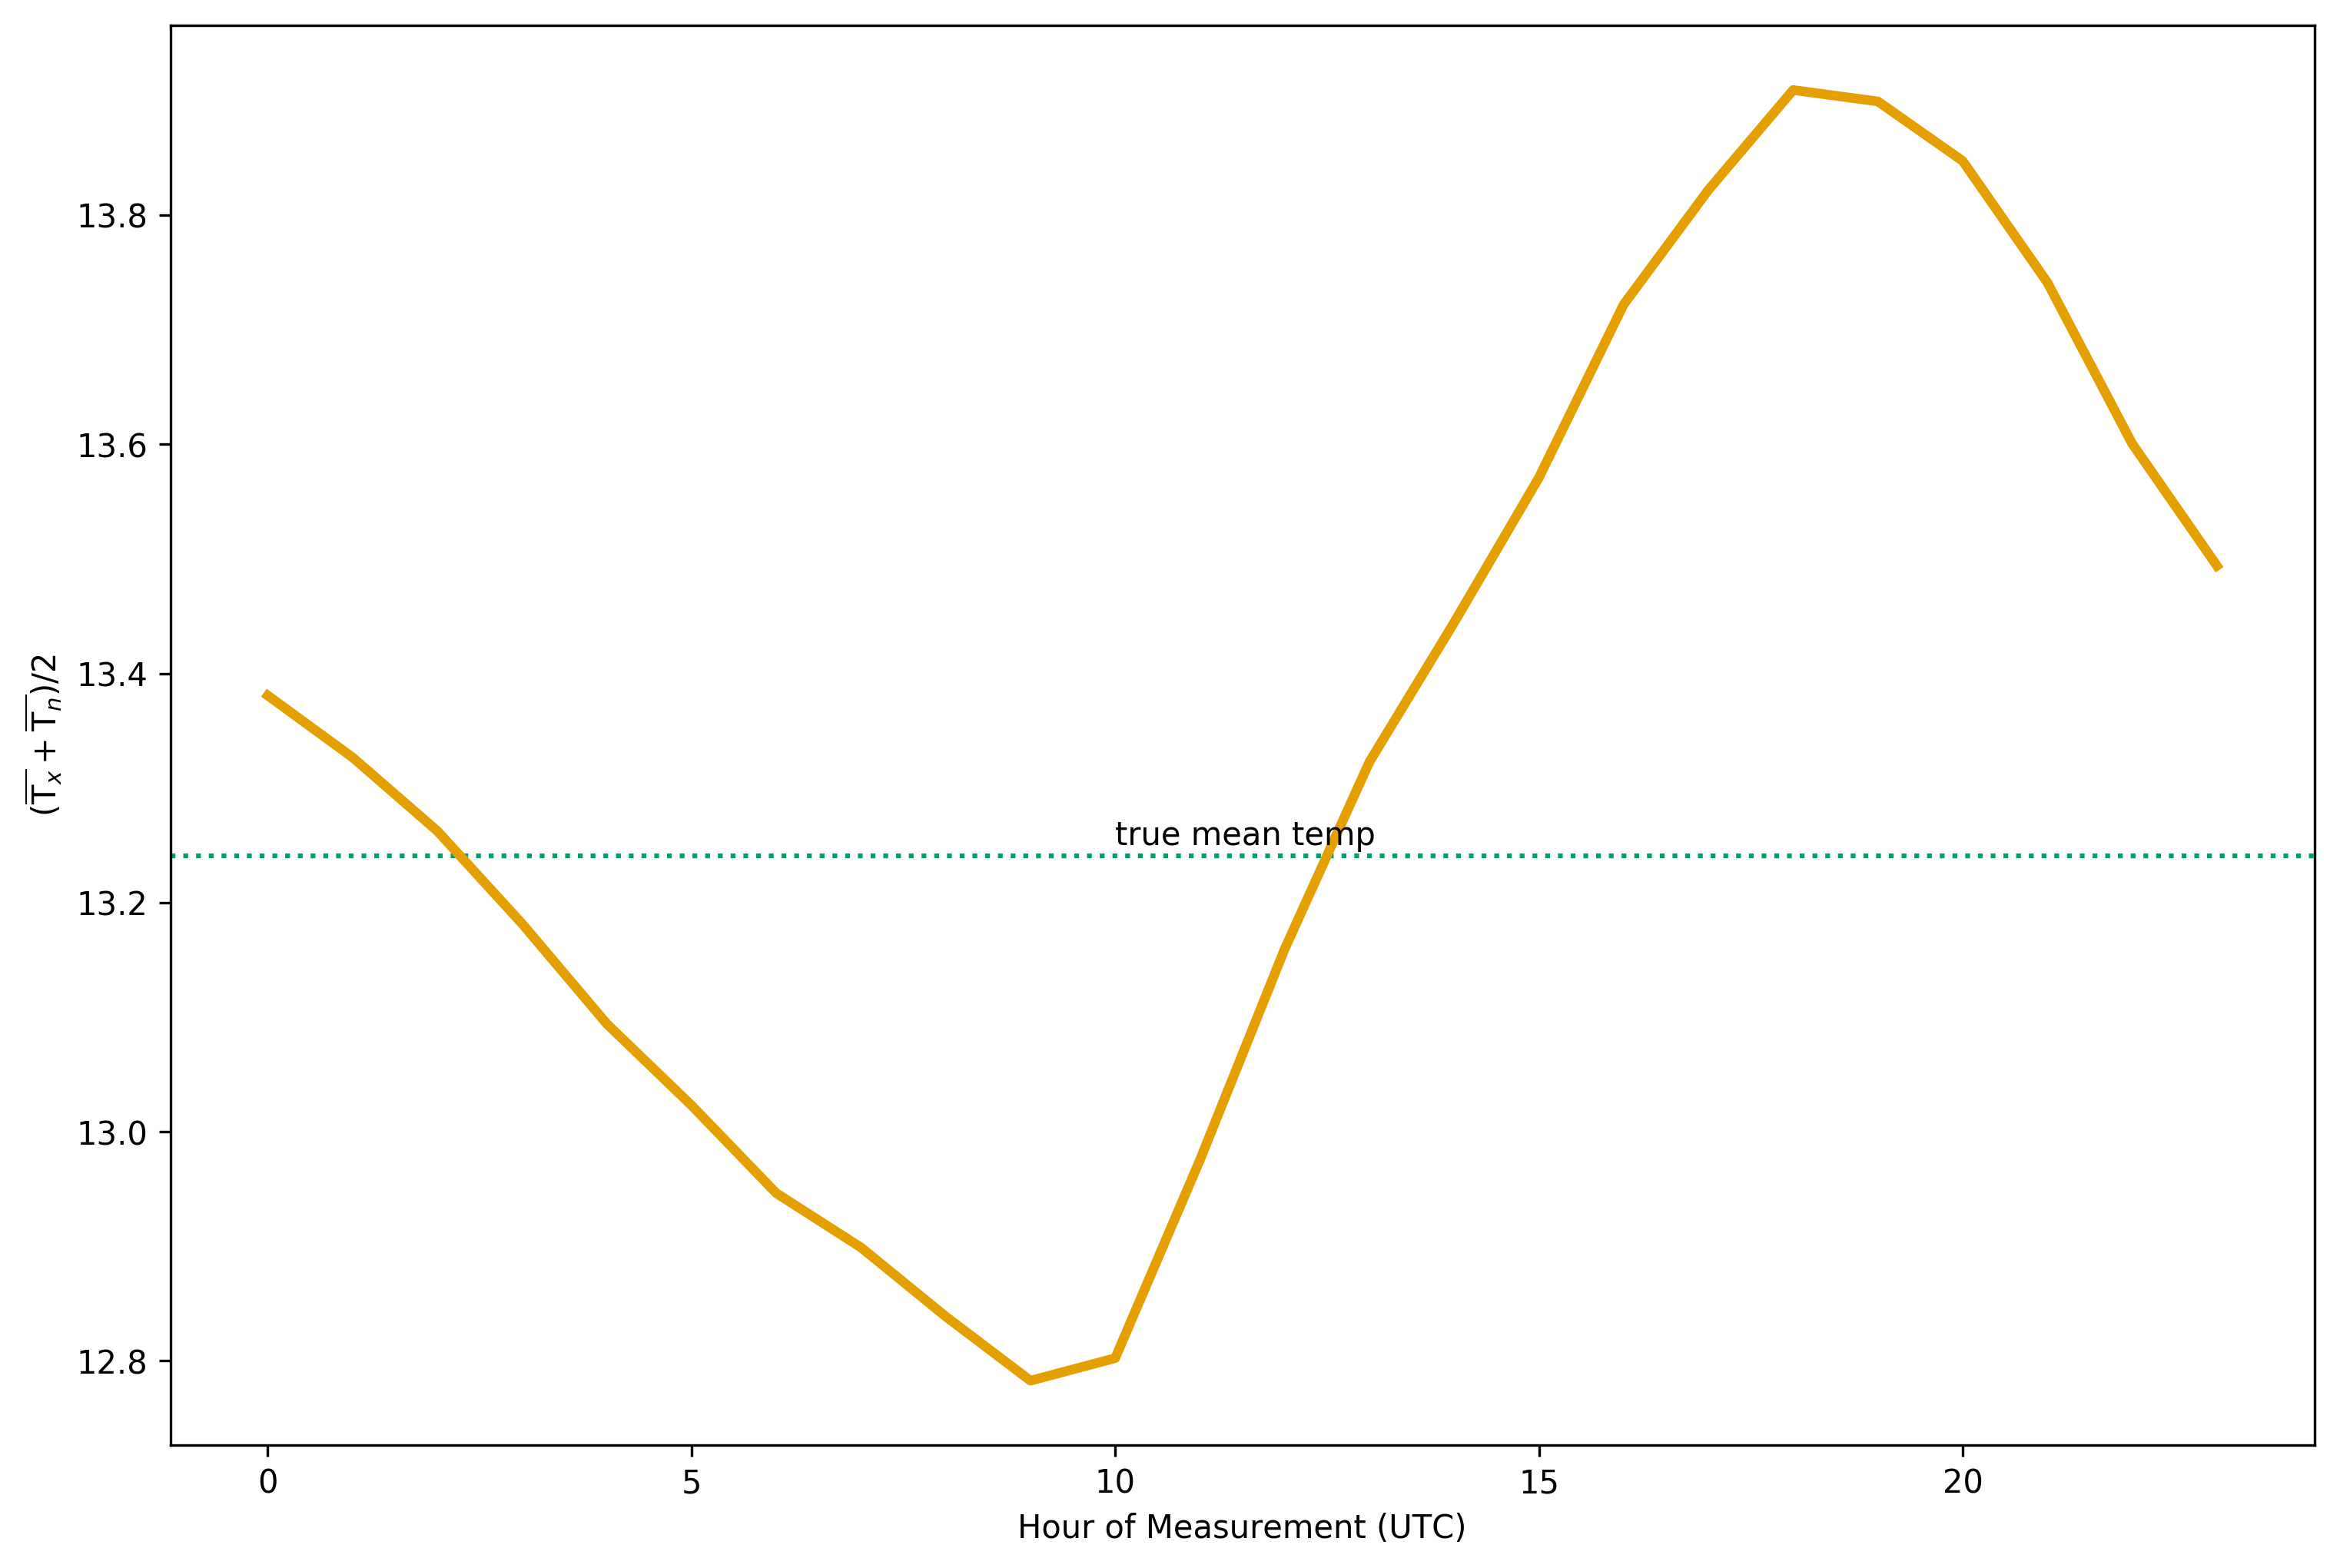 13.8
13.6
13.4
13.2
13.0
12.8
(T̅ₓ + T̅ₙ)/2
true mean temp
0 5 10 15 20
Hour of Measurement (UTC)